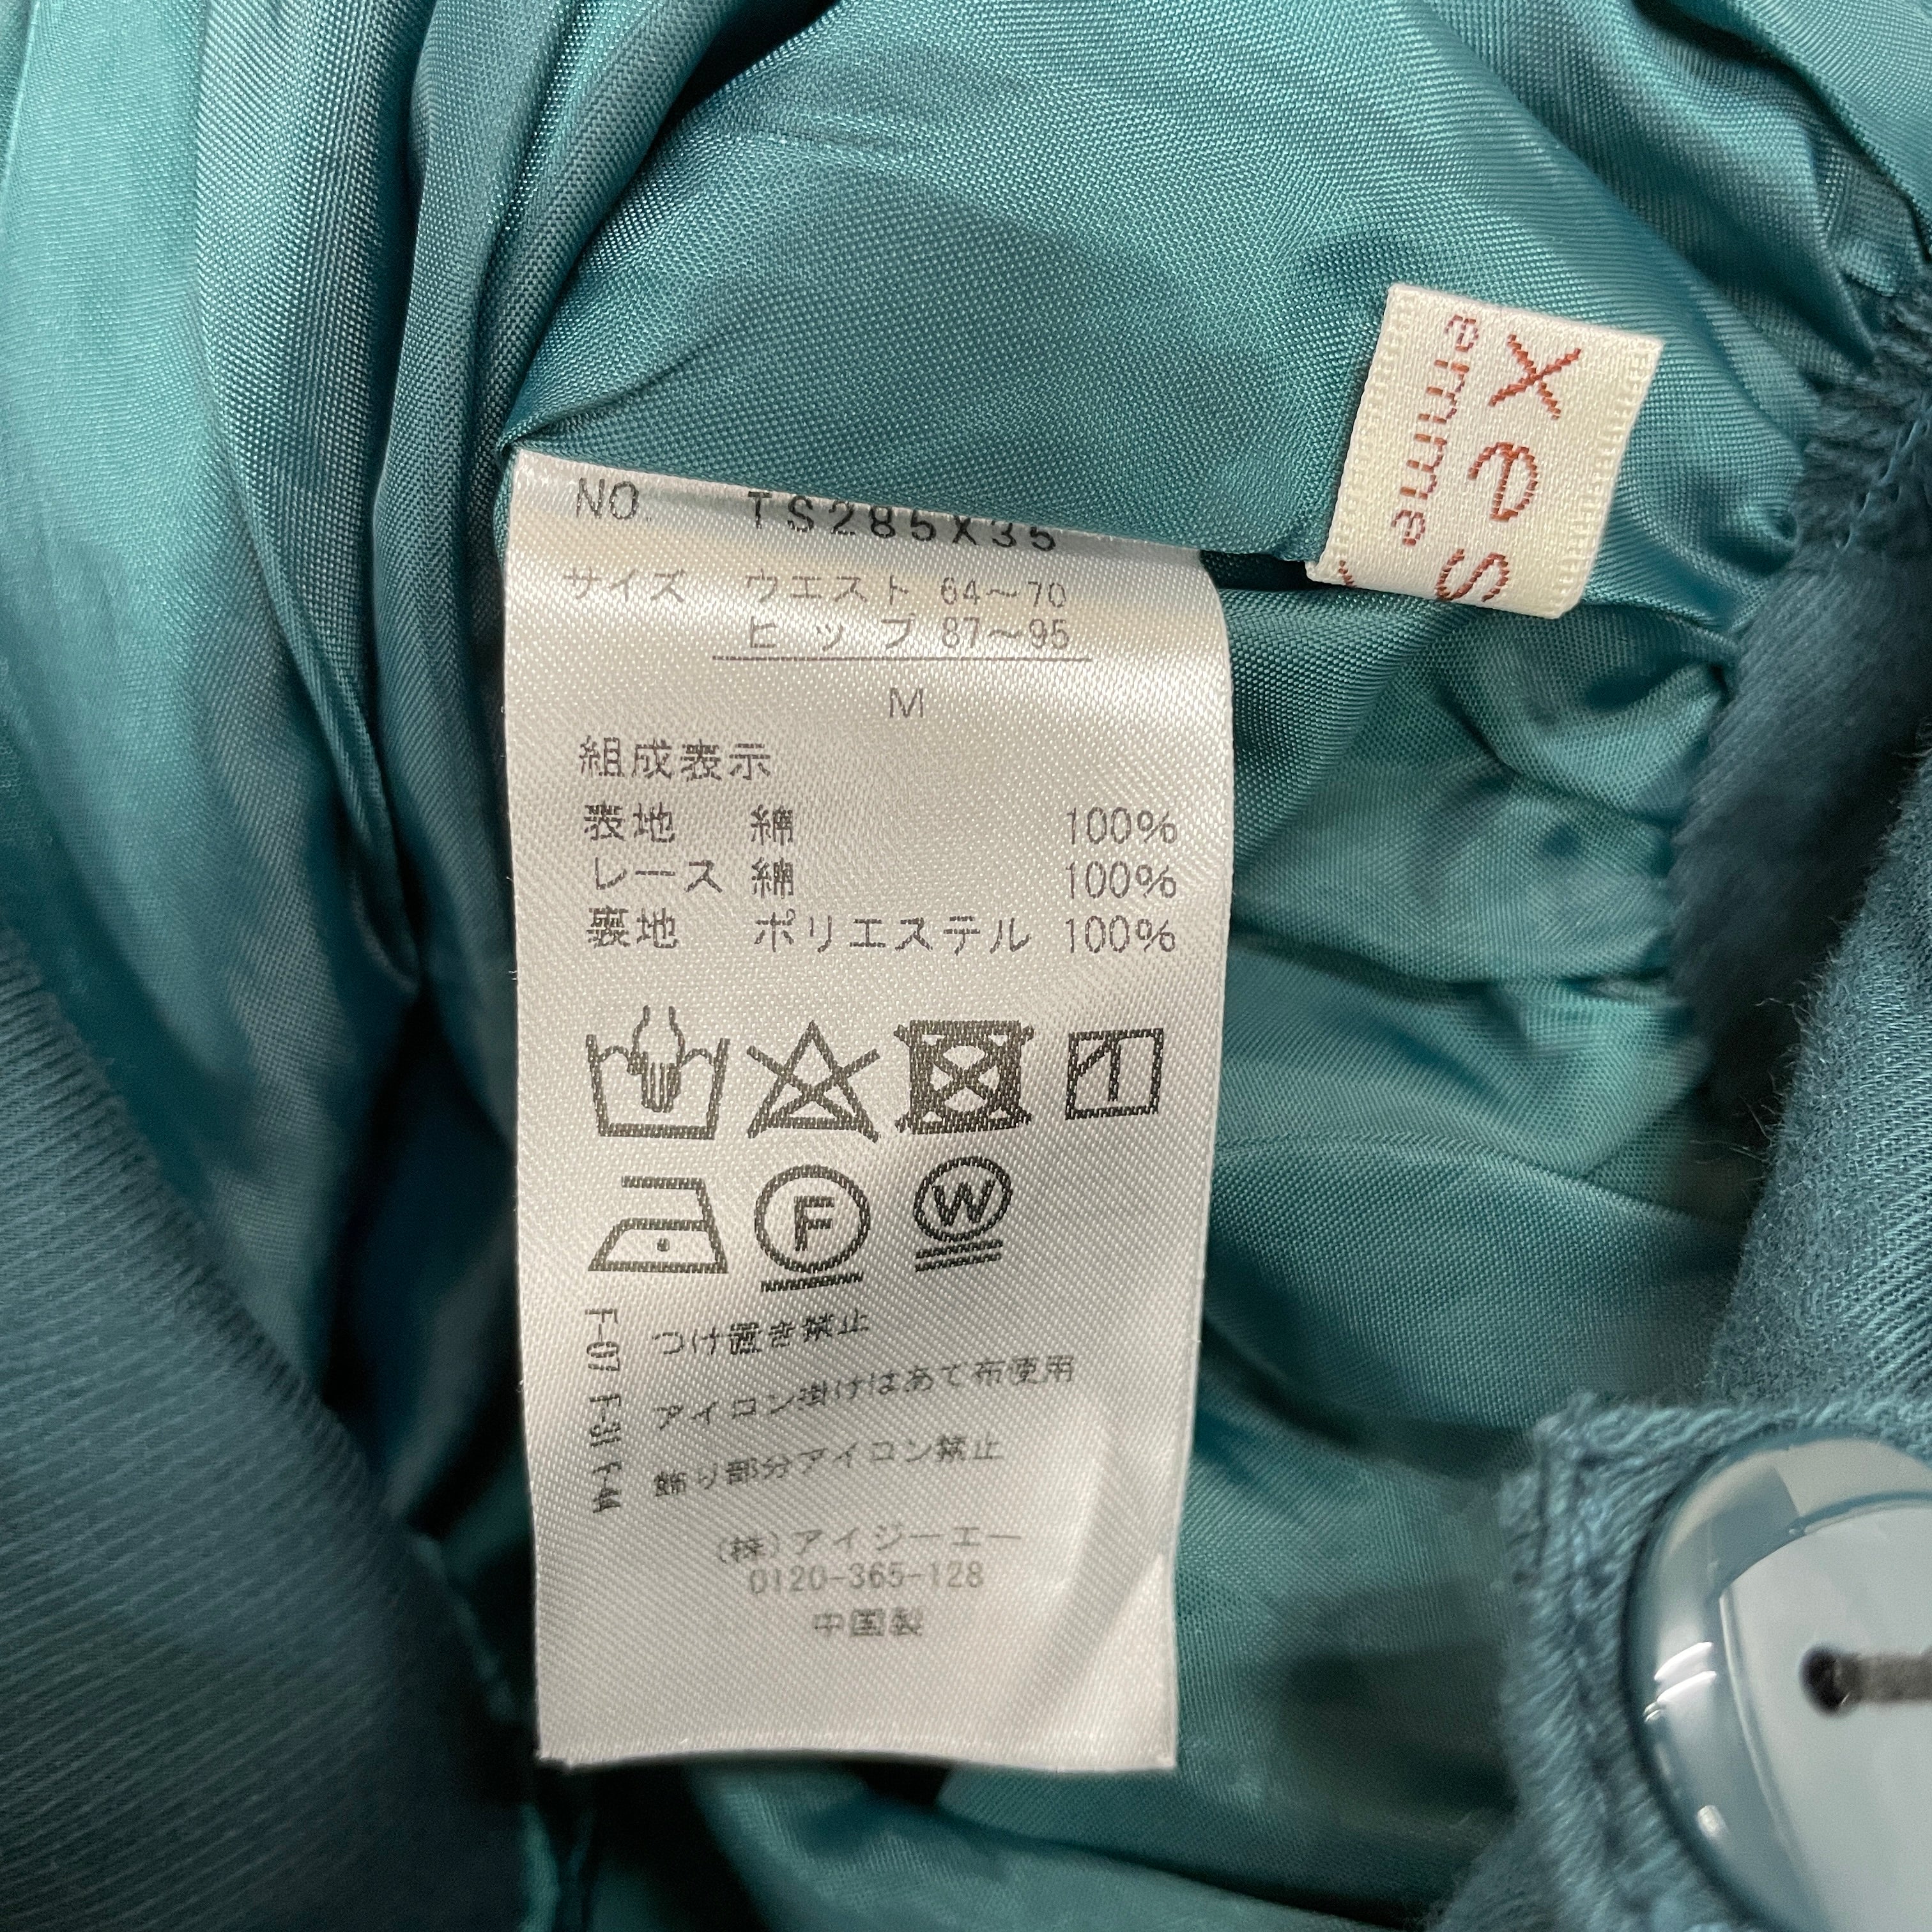 NO. TS285X35
サイズ ウエスト 64～70
ヒップ 87～95
M
組成表示
表地 綿 100%
レース 綿 100%
裏地 ポリエステル 100%
F
W
F-07 F-31 F-44
つけ置き禁止
アイロン掛けはあて布使用
飾り部分アイロン禁止
(株)アイジーエー
0120-365-128
中国製